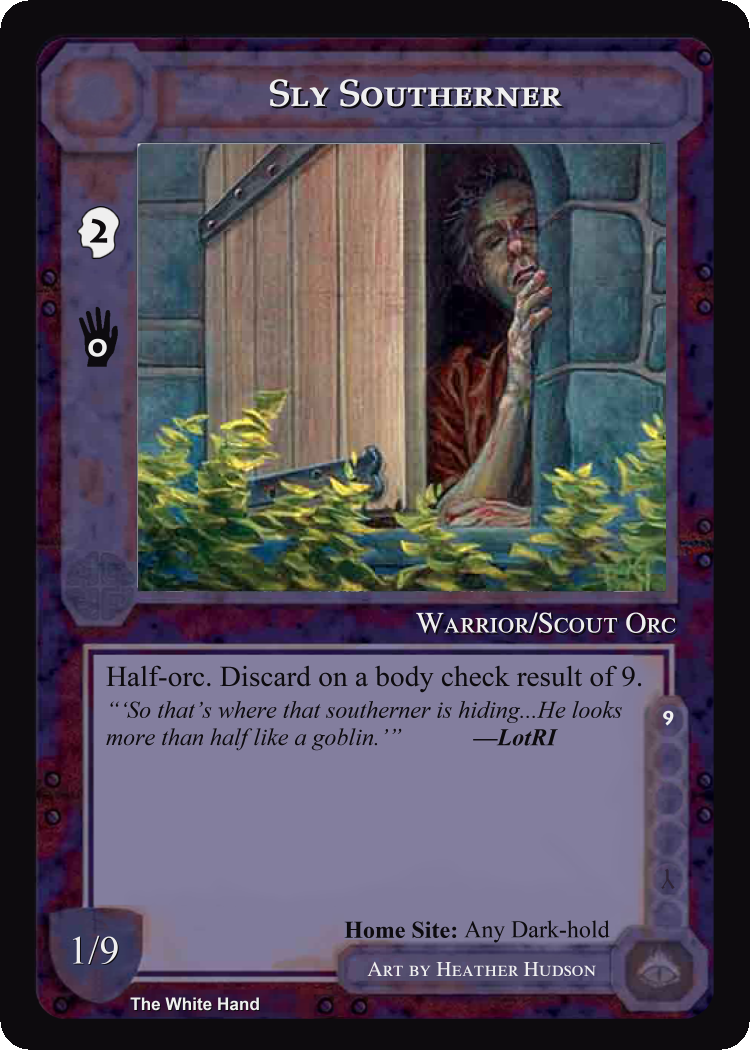 Sly Southerner
2
0
Warrior/Scout Orc
Half-orc. Discard on a body check result of 9.
“‘So that’s where that southerner is hiding...He looks
more than half like a goblin.’” —LotRI
9
Home Site: Any Dark-hold
1/9
Art by Heather Hudson
The White Hand